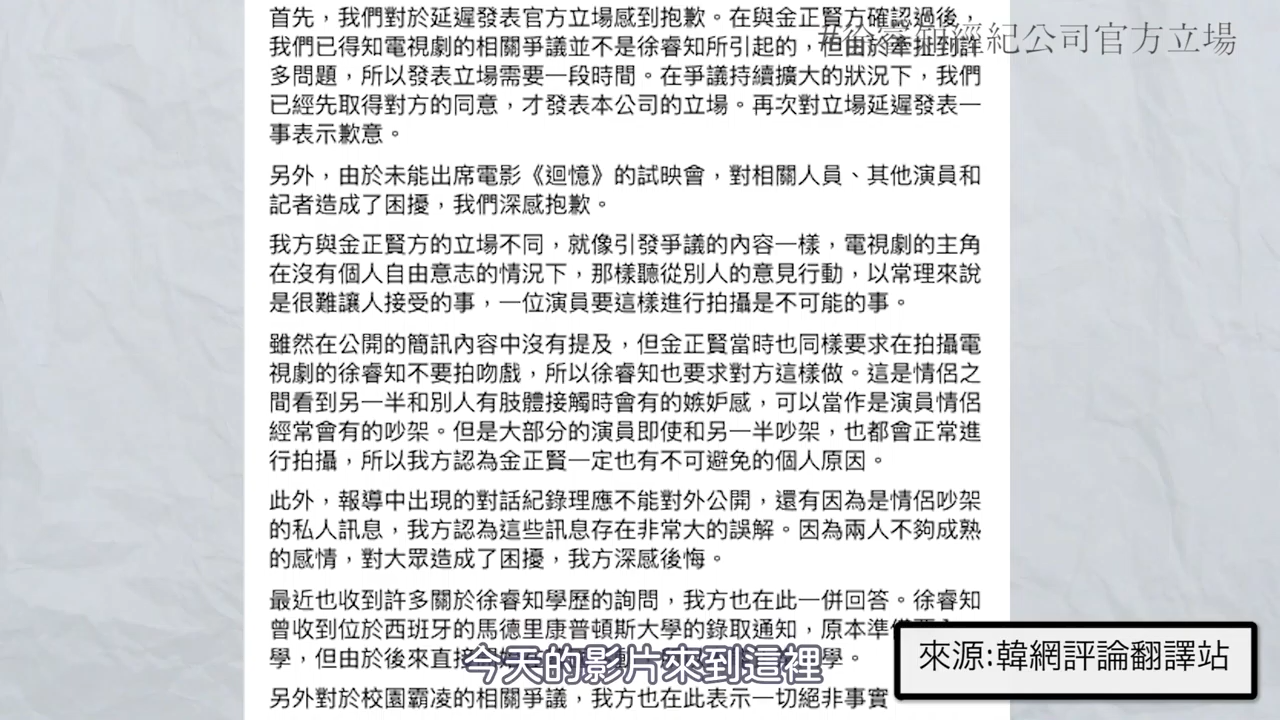 首先，我們對於延遲發表官方立場感到抱歉。在與金正賢方確認過後，
#徐睿知經紀公司官方立場
我們已得知電視劇的相關爭議並不是徐睿知所引起的，但由於牽扯到許
多問題，所以發表立場需要一段時間。在爭議持續擴大的狀況下，我們
已經先取得對方的同意，才發表本公司的立場。再次對立場延遲發表一
事表示歉意。
另外，由於未能出席電影《迴憶》的試映會，對相關人員、其他演員和
記者造成了困擾，我們深感抱歉。
我方與金正賢方的立場不同，就像引發爭議的內容一樣，電視劇的主角
在沒有個人自由意志的情況下，那樣聽從別人的意見行動，以常理來說
是很難讓人接受的事，一位演員要這樣進行拍攝是不可能的事。
雖然在公開的簡訊內容中沒有提及，但金正賢當時也同樣要求在拍攝電
視劇的徐睿知不要拍吻戲，所以徐睿知也要求對方這樣做。這是情侶之
間看到另一半和別人有肢體接觸時會有的嫉妒感，可以當作是演員情侶
經常會有的吵架。但是大部分的演員即使和另一半吵架，也都會正常進
行拍攝，所以我方認為金正賢一定也有不可避免的個人原因。
此外，報導中出現的對話紀錄理應不能對外公開，還有因為是情侶吵架
的私人訊息，我方認為這些訊息存在非常大的誤解。因為兩人不夠成熟
的感情，對大眾造成了困擾，我方深感後悔。
最近也收到許多關於徐睿知學歷的詢問，我方也在此一併回答。徐睿知
曾收到位於西班牙的馬德里康普頓斯大學的錄取通知，原本準
學，但由於後來直接 學。
今天的影片來到這裡
來源:韓網評論翻譯站
另外對於校園霸凌的相關爭議，我方也在此表示一切絕非事實